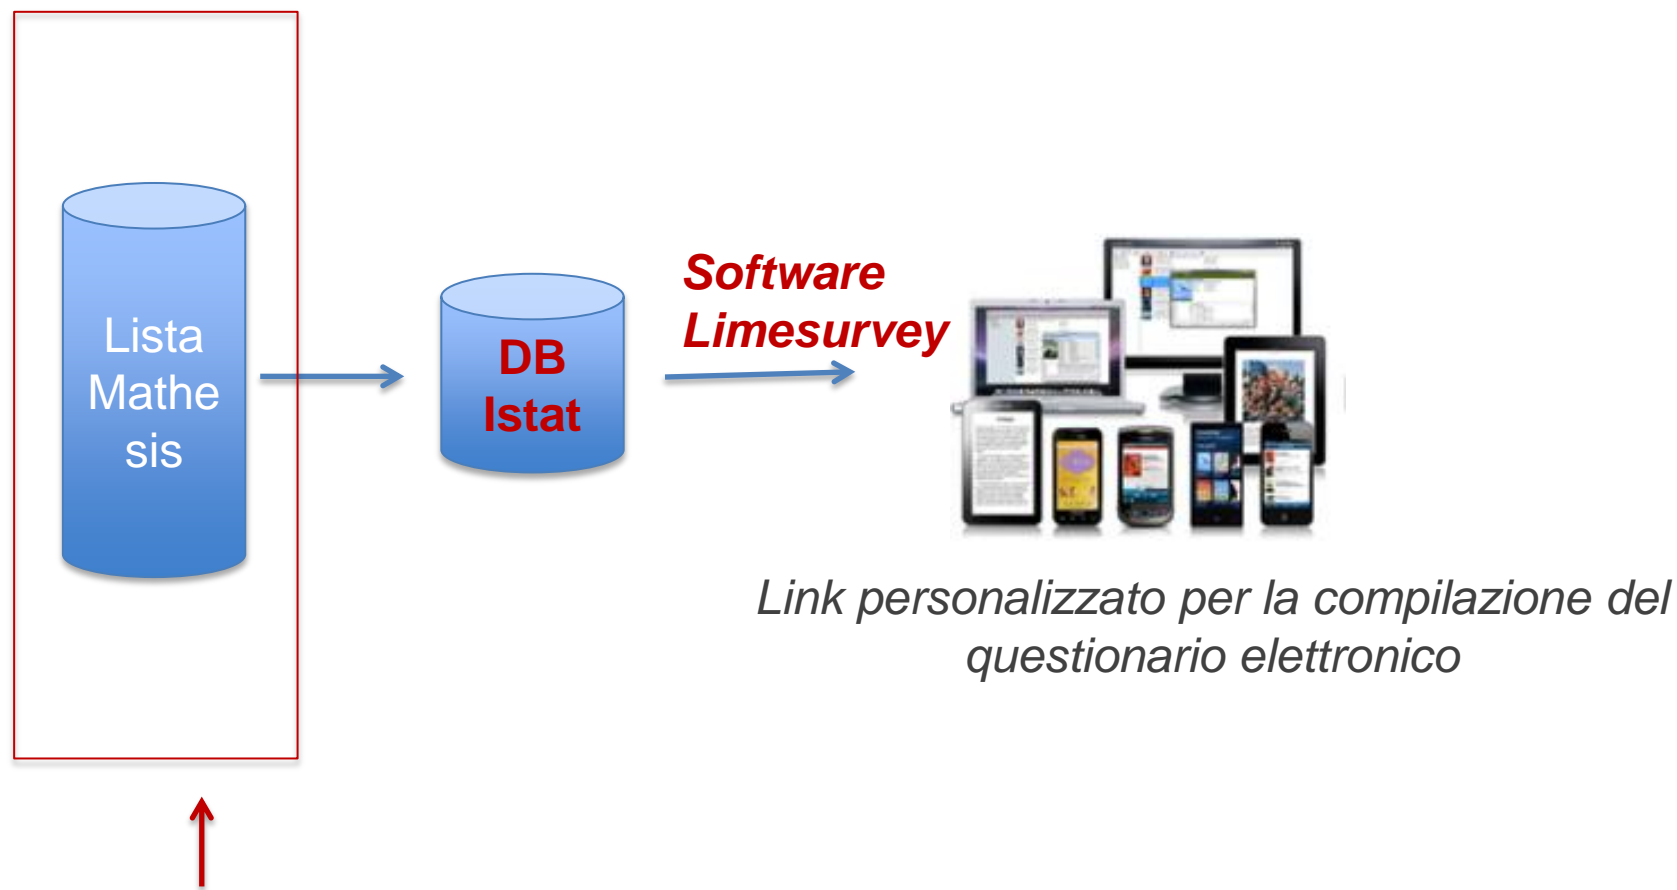 Lista
Mathe
sis
DB
Istat
Software
Limesurvey
Link personalizzato per la compilazione del
questionario elettronico